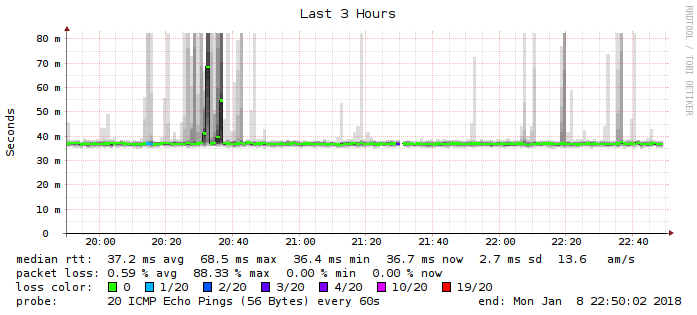 Last 3 Hours
RRDTOOL / TOBI OETIKER
Seconds
80 m
70 m
60 m
50 m
40 m
30 m
20 m
10 m
0
20:00 20:20 20:40 21:00 21:20 21:40 22:00 22:20 22:40
median rtt: 37.2 ms avg 68.5 ms max 36.4 ms min 36.7 ms now 2.7 ms sd 13.6 am/s
packet loss: 0.59 % avg 88.33 % max 0.00 % min 0.00 % now
loss color: 0 1/20 2/20 3/20 4/20 10/20 19/20
probe: 20 ICMP Echo Pings (56 Bytes) every 60s end: Mon Jan 8 22:50:02 2018